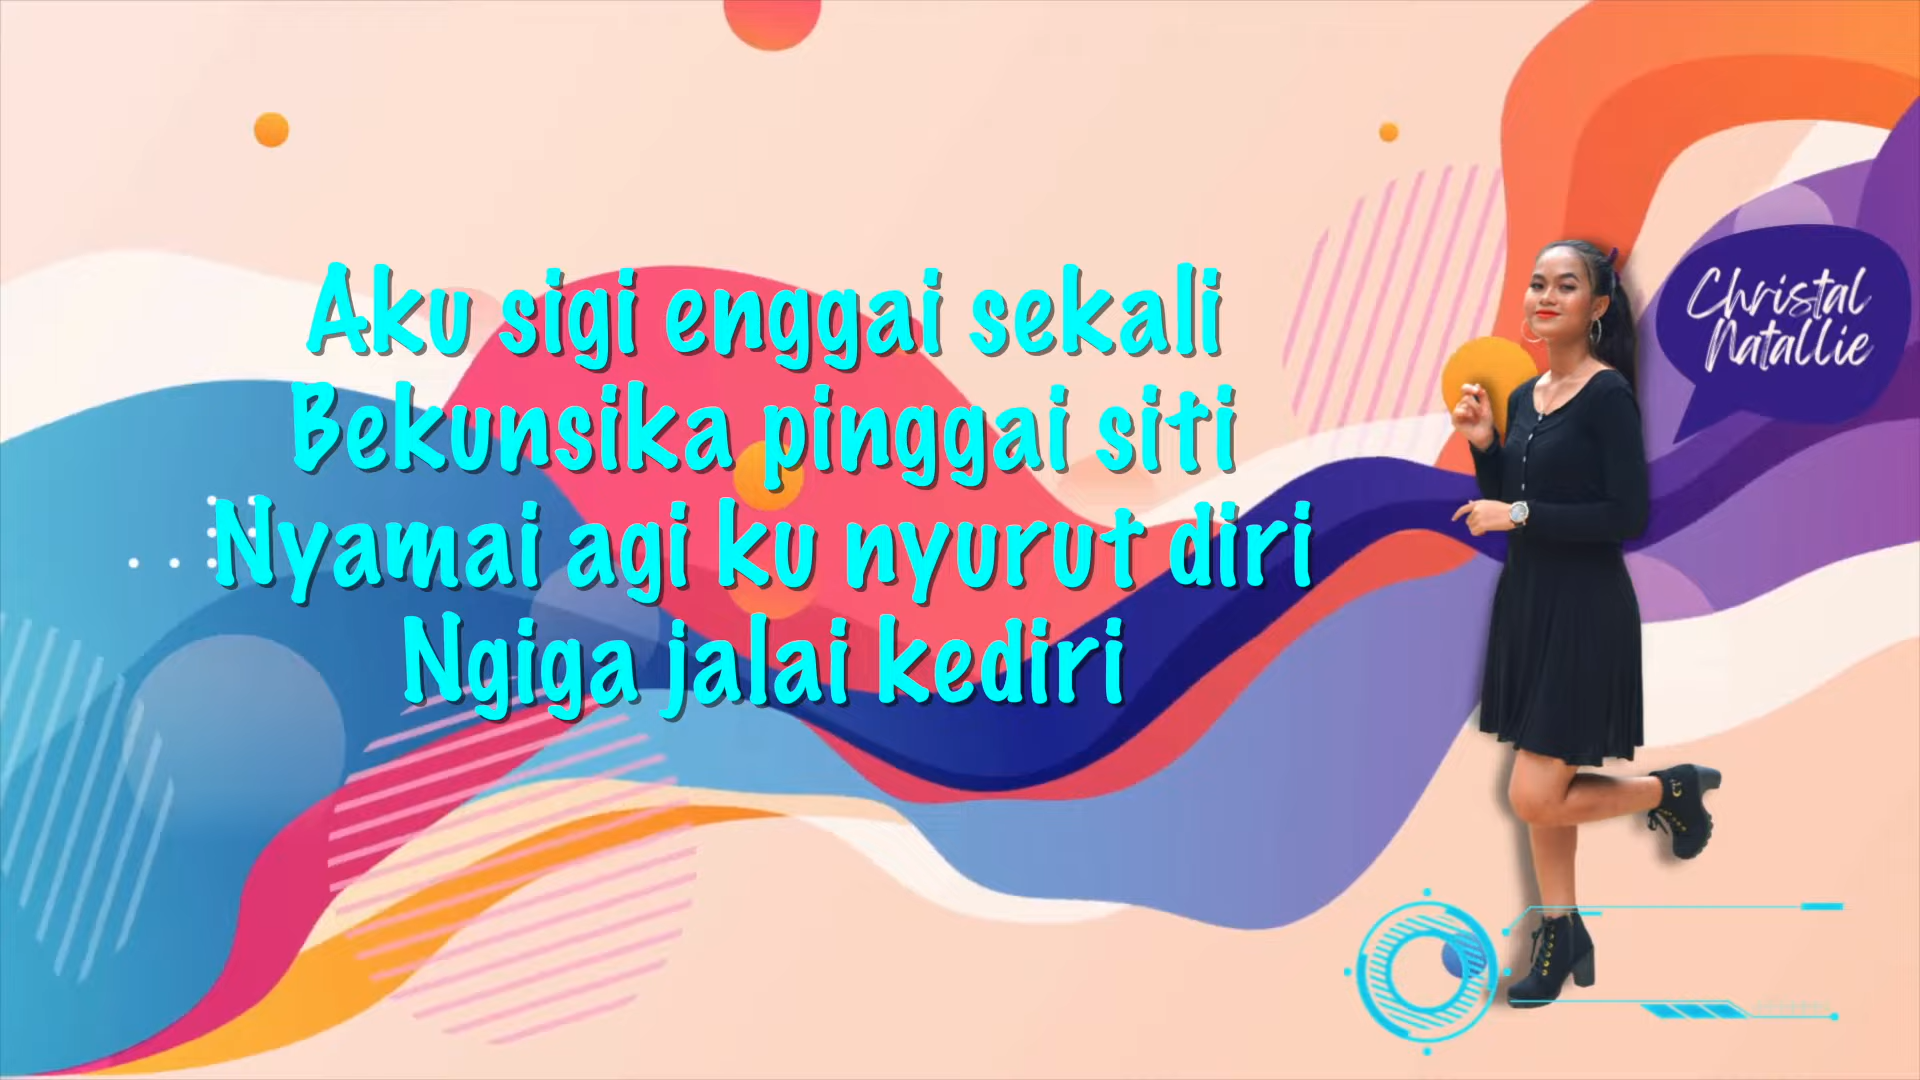 Aku sigi enggai sekali
Bekunsika pinggai siti
Nyamai agi ku nyurut diri
Ngiga jalai kediri
Christal
Natallie